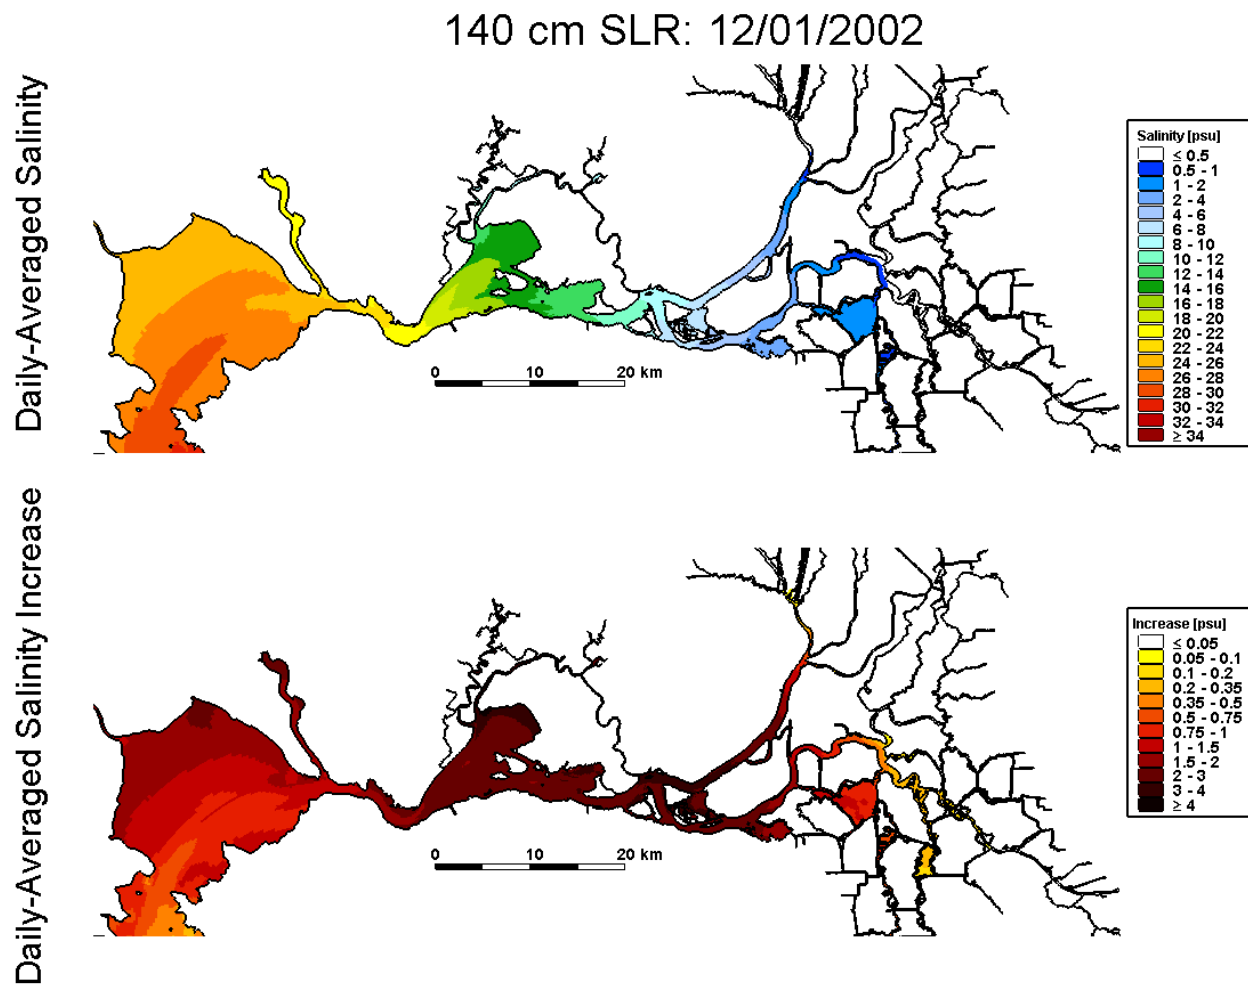 140 cm SLR: 12/01/2002
Daily-Averaged Salinity
Salinity [psu]
≤ 0.5
0.5 - 1
1 - 2
2 - 4
4 - 6
6 - 8
8 - 10
10 - 12
12 - 14
14 - 16
16 - 18
18 - 20
20 - 22
22 - 24
24 - 26
26 - 28
28 - 30
30 - 32
32 - 34
≥ 34
0 10 20 km
Daily-Averaged Salinity Increase
Increase [psu]
≤ 0.05
0.05 - 0.1
0.1 - 0.2
0.2 - 0.35
0.35 - 0.5
0.5 - 0.75
0.75 - 1
1 - 1.5
1.5 - 2
2 - 3
3 - 4
≥ 4
0 10 20 km